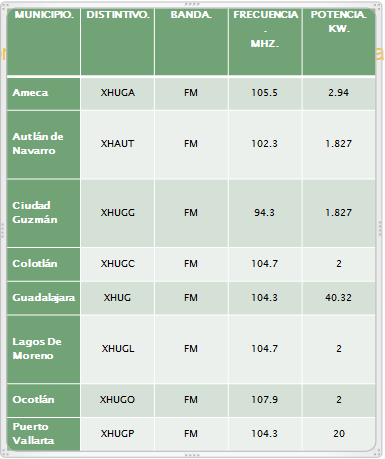 MUNICIPIO. DISTINTIVO. BANDA. FRECUENCIA POTENCIA.
. KW.
MHZ.
Ameca XHUGA FM 105.5 2.94
Autlán de
Navarro XHAUT FM 102.3 1.827
Ciudad
Guzmán XHUGG FM 94.3 1.827
Colotlán XHUGC FM 104.7 2
Guadalajara XHUG FM 104.3 40.32
Lagos De
Moreno XHUGL FM 104.7 2
Ocotlán XHUGO FM 107.9 2
Puerto
Vallarta XHUGP FM 104.3 20